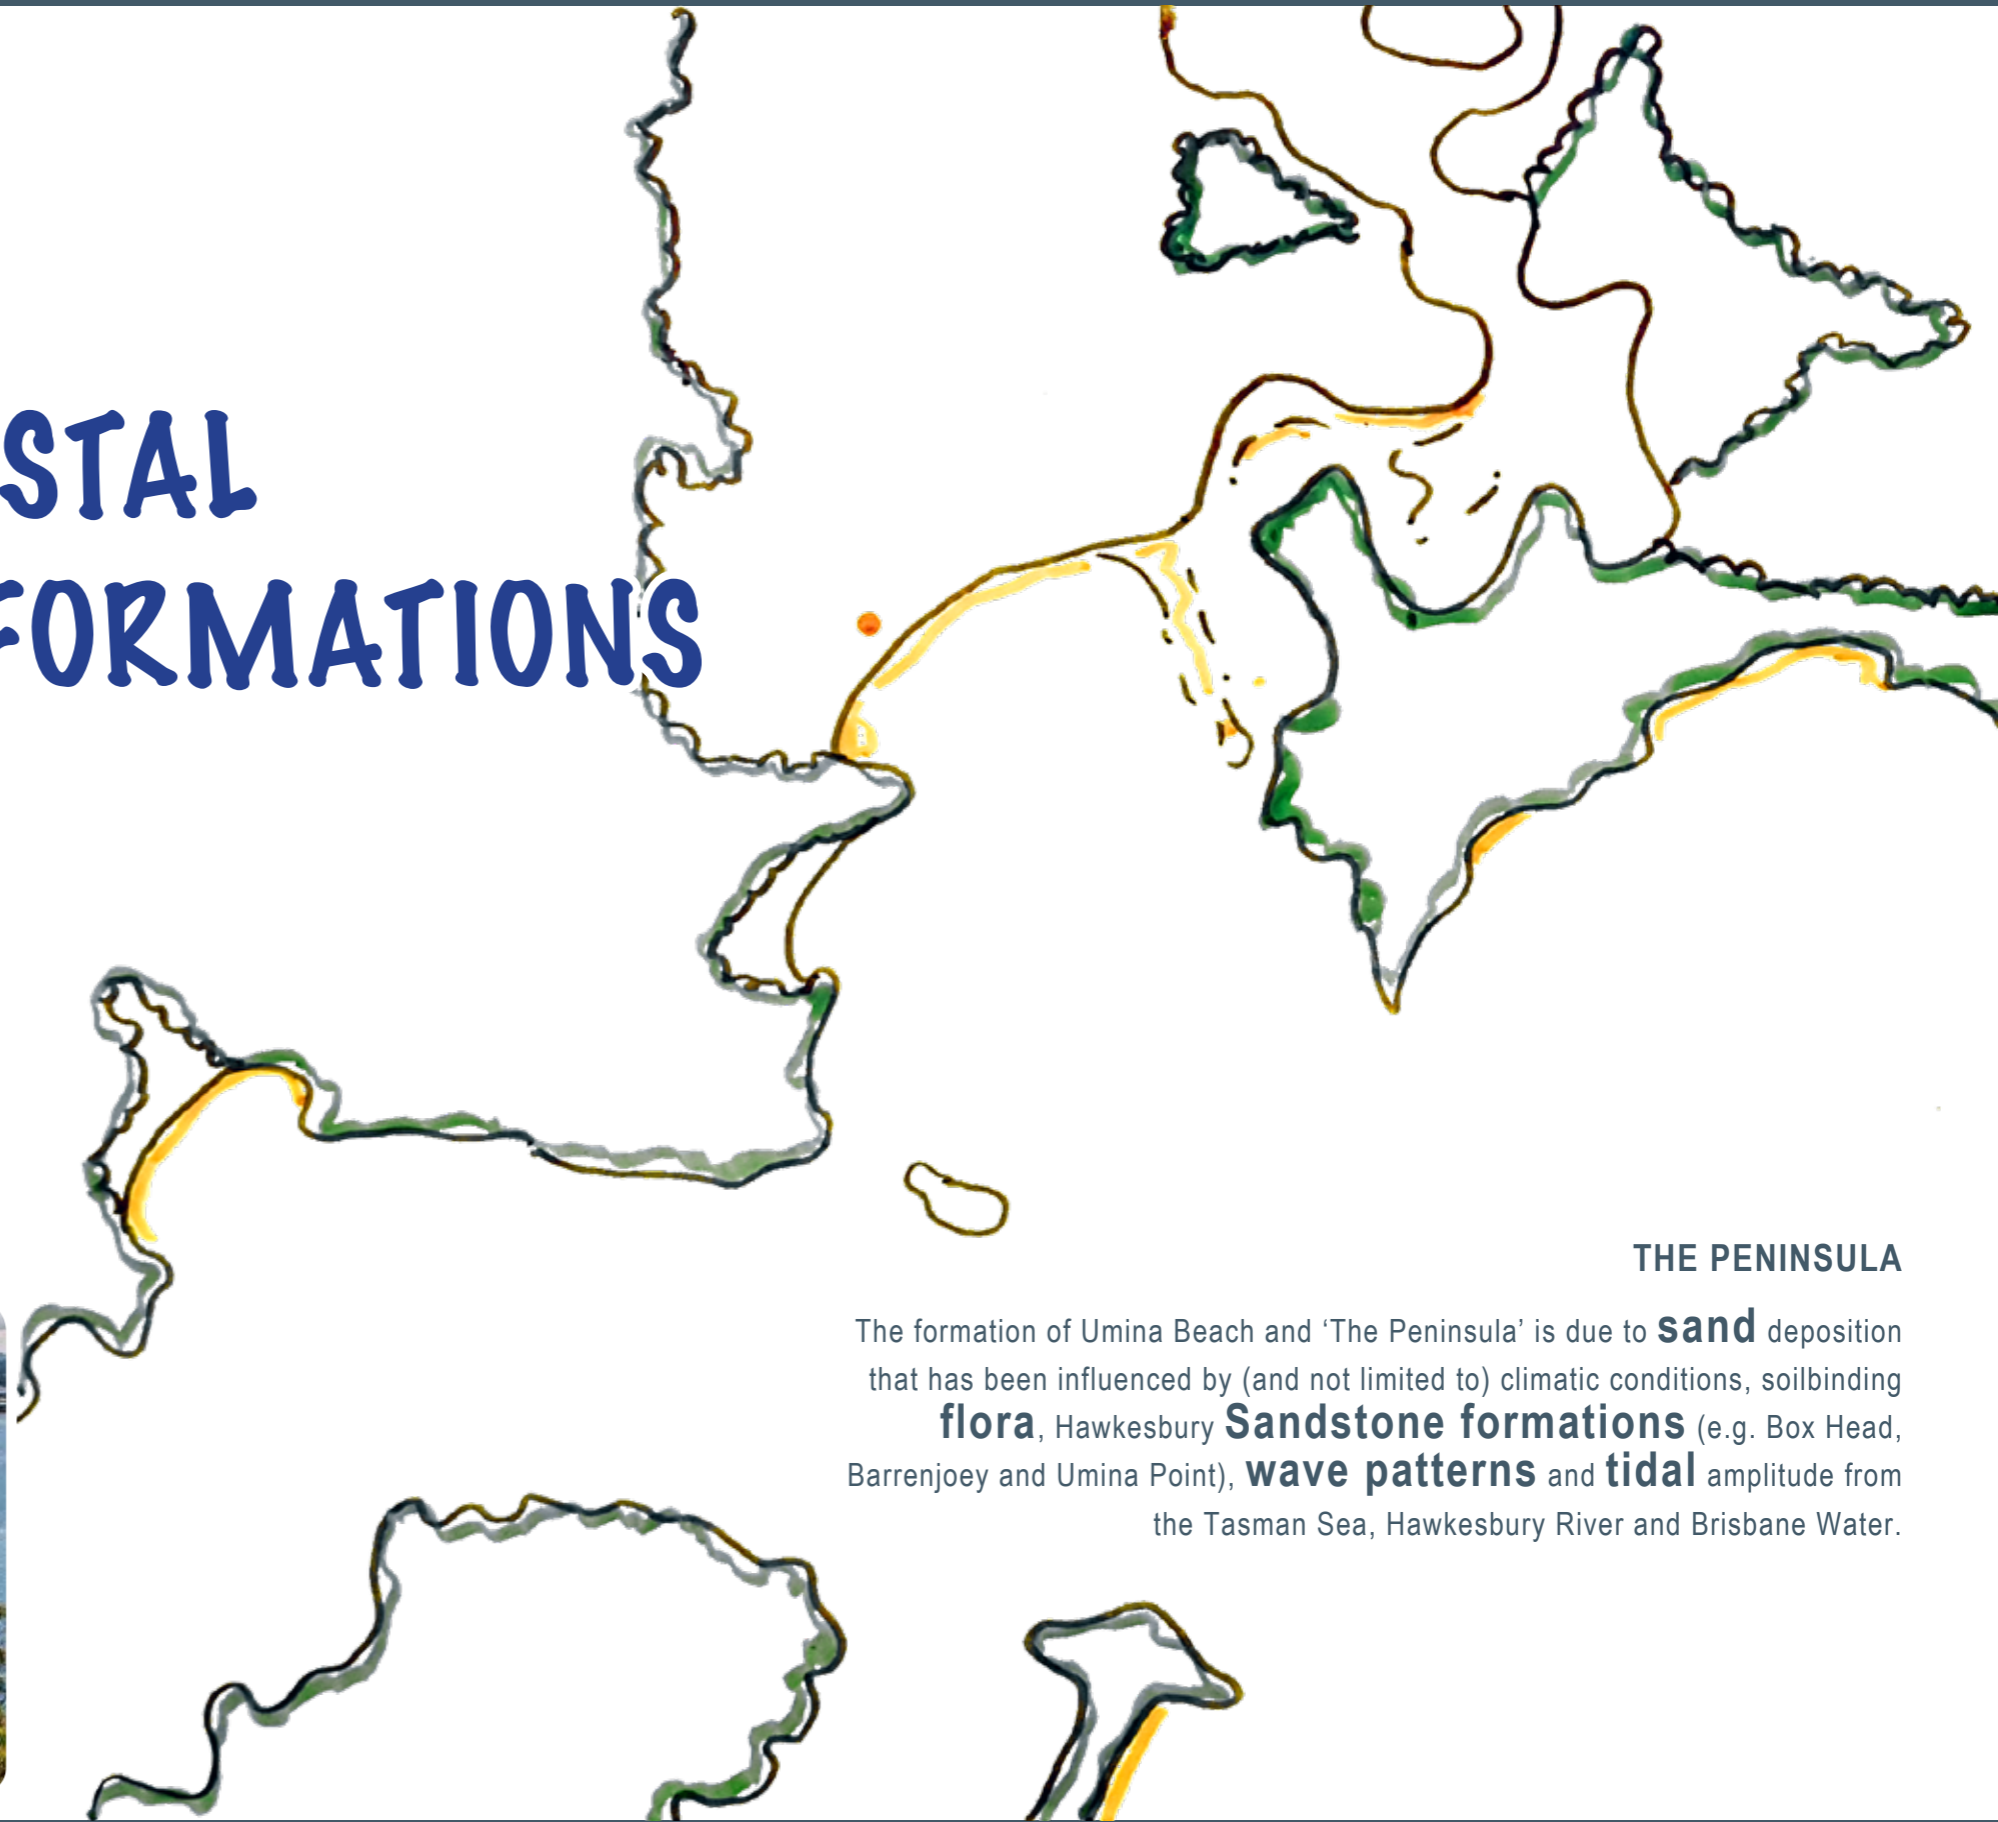 STAL
FORMATIONS
THE PENINSULA
The formation of Umina Beach and ‘The Peninsula’ is due to sand deposition
that has been influenced by (and not limited to) climatic conditions, soilbinding
flora, Hawkesbury Sandstone formations (e.g. Box Head,
Barrenjoey and Umina Point), wave patterns and tidal amplitude from
the Tasman Sea, Hawkesbury River and Brisbane Water.